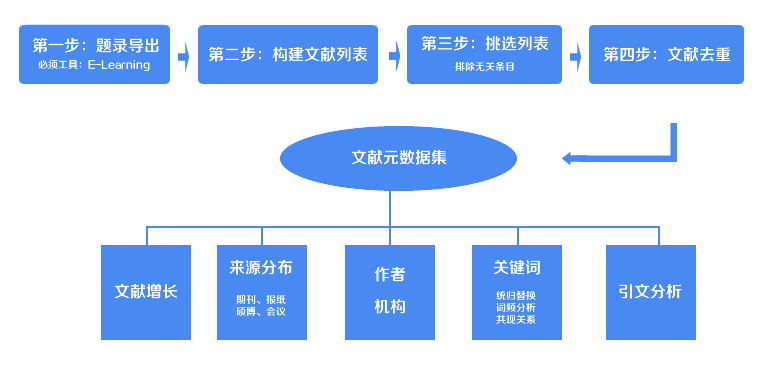 第一步：题录导出
必须工具：E-Learning
第二步：构建文献列表
第三步：挑选列表
排除无关条目
第四步：文献去重
文献元数据集
文献增长
来源分布
期刊、报纸
硕博、会议
作者
机构
关键词
统归替换
词频分析
共现关系
引文分析